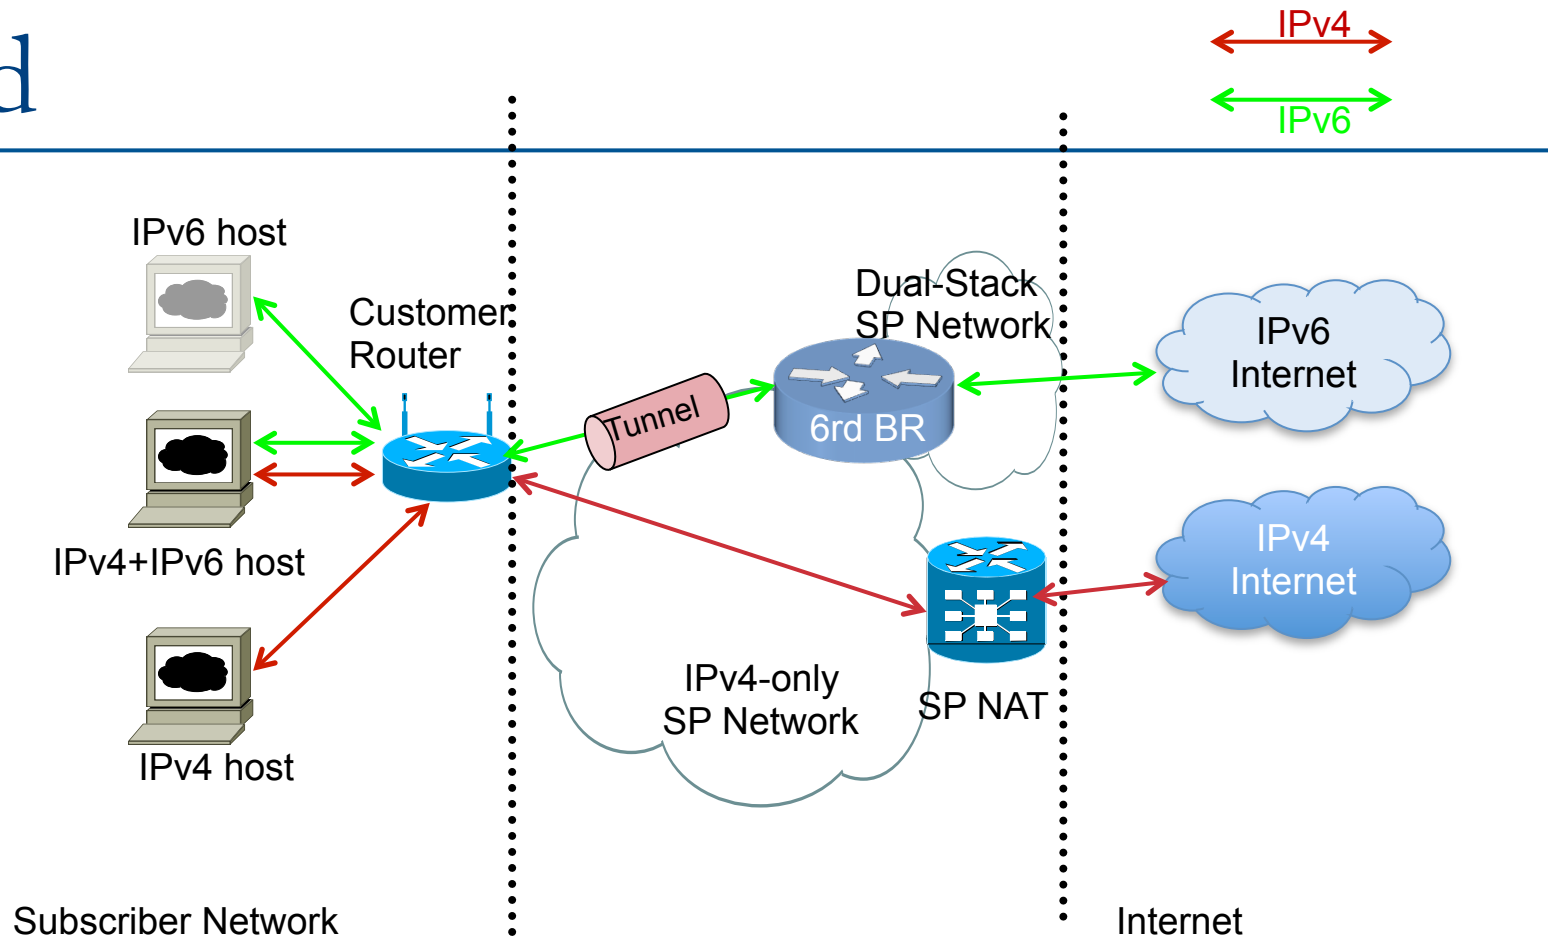 d
IPv4
IPv6
IPv6 host
Customer
Router
Dual-Stack
SP Network
IPv6
Internet
Tunnel
6rd BR
IPv4+IPv6 host
IPv4
Internet
IPv4-only
SP Network
SP NAT
IPv4 host
Subscriber Network
Internet